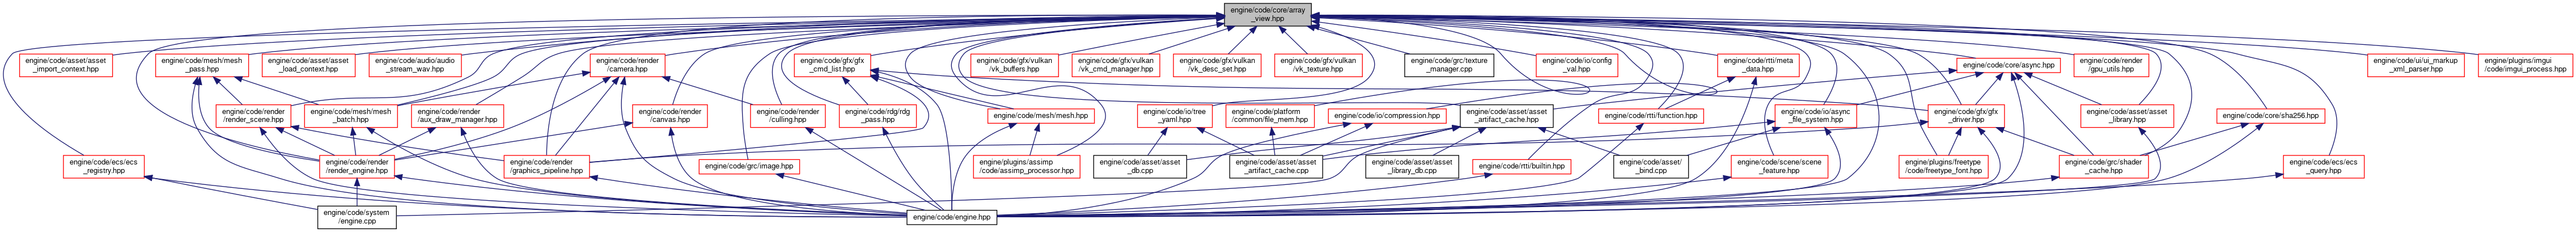 engine/code/core/array
_view.hpp
engine/code/asset/asset
_import_context.hpp
engine/code/mesh/mesh
_pass.hpp
engine/code/asset/asset
_load_context.hpp
engine/code/audio/audio
_stream_wav.hpp
engine/code/render
/camera.hpp
engine/code/gfx/gfx
_cmd_list.hpp
engine/code/gfx/vulkan
/vk_buffers.hpp
engine/code/gfx/vulkan
/vk_cmd_manager.hpp
engine/code/gfx/vulkan
/vk_desc_set.hpp
engine/code/gfx/vulkan
/vk_texture.hpp
engine/code/grc/texture
_manager.cpp
engine/code/io/config
_val.hpp
engine/code/rtti/meta
_data.hpp
engine/code/core/async.hpp
engine/code/render
/gpu_utils.hpp
engine/code/ui/ui_markup
_xml_parser.hpp
engine/plugins/imgui
/code/imgui_process.hpp
engine/code/render
/render_scene.hpp
engine/code/mesh/mesh
_batch.hpp
engine/code/render
/aux_draw_manager.hpp
engine/code/render
/canvas.hpp
engine/code/render
/culling.hpp
engine/code/rdg/rdg
_pass.hpp
engine/code/mesh/mesh.hpp
engine/code/io/tree
_yaml.hpp
engine/code/platform
/common/file_mem.hpp
engine/code/io/compression.hpp
engine/code/asset/asset
_artifact_cache.hpp
engine/code/rtti/function.hpp
engine/code/io/async
_file_system.hpp
engine/code/gfx/gfx
_driver.hpp
engine/code/asset/asset
_library.hpp
engine/code/core/sha256.hpp
engine/code/ecs/ecs
_registry.hpp
engine/code/render
/render_engine.hpp
engine/code/render
/graphics_pipeline.hpp
engine/code/grc/image.hpp
engine/plugins/assimp
/code/assimp_processor.hpp
engine/code/asset/asset
_db.cpp
engine/code/asset/asset
_artifact_cache.cpp
engine/code/asset/asset
_library_db.cpp
engine/code/rtti/builtin.hpp
engine/code/asset/
_bind.cpp
engine/code/scene/scene
_feature.hpp
engine/plugins/freetype
/code/freetype_font.hpp
engine/code/grc/shader
_cache.hpp
engine/code/ecs/ecs
_query.hpp
engine/code/system
/engine.cpp
engine/code/engine.hpp